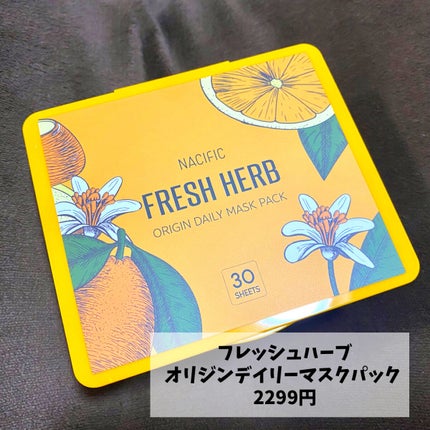 NACIFIC
FRESH HERB
ORIGIN DAILY MASK PACK
30
SHEETS
フレッシュハーブ
オリジンデイリーマスクパック
2299円